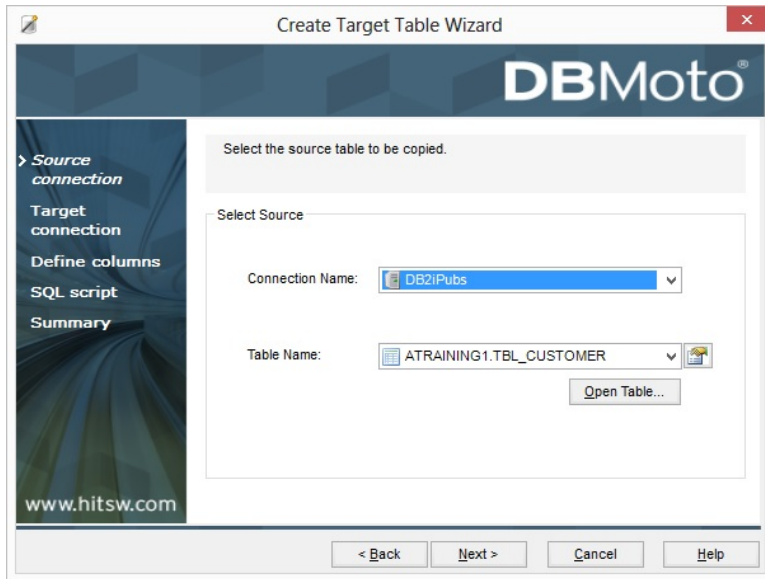 Create Target Table Wizard
DBMoto®
Source
connection
Target
connection
Define columns
SQL script
Summary
www.hitsw.com
Select the source table to be copied.
Select Source
Connection Name:
DB2iPubs
Table Name:
ATRAINING1.TBL_CUSTOMER
Open Table...
< Back
Next >
Cancel
Help